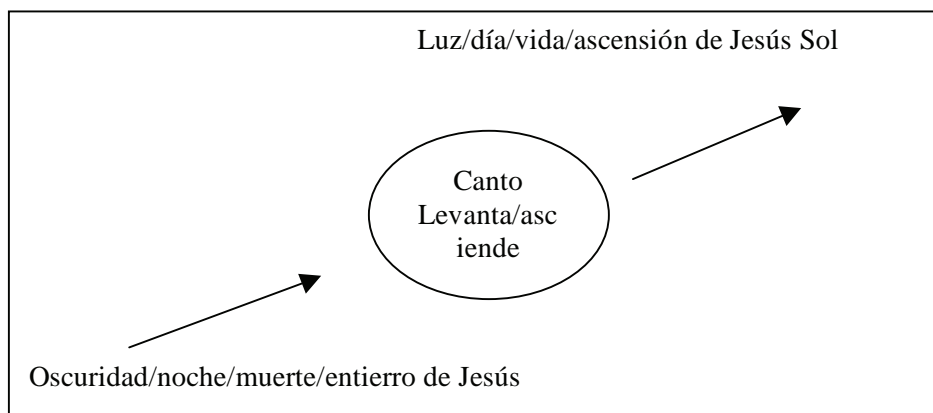 Luz/día/vida/ascensión de Jesús Sol
Canto
Levanta/asc
iende
Oscuridad/noche/muerte/entierro de Jesús